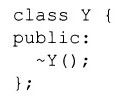 class Y {
public:
  ~Y();
};